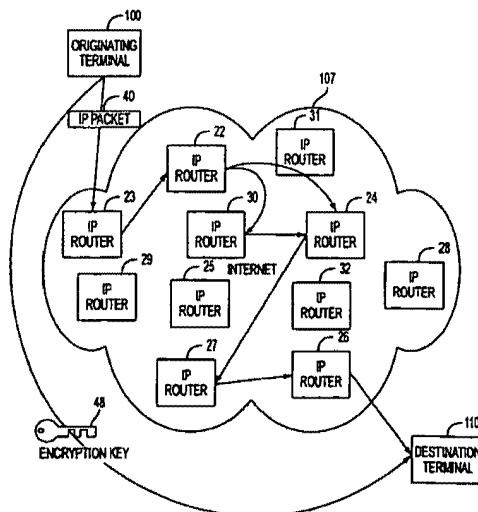 100
ORIGINATING
TERMINAL
40
IP PACKET
107
31
IP
ROUTER
22
IP
ROUTER
23
IP
ROUTER
30
IP
ROUTER
24
IP
ROUTER
29
IP
ROUTER
25
IP
ROUTER
INTERNET
32
IP
ROUTER
28
IP
ROUTER
27
IP
ROUTER
26
IP
ROUTER
48
ENCRYPTION KEY
110
DESTINATION
TERMINAL